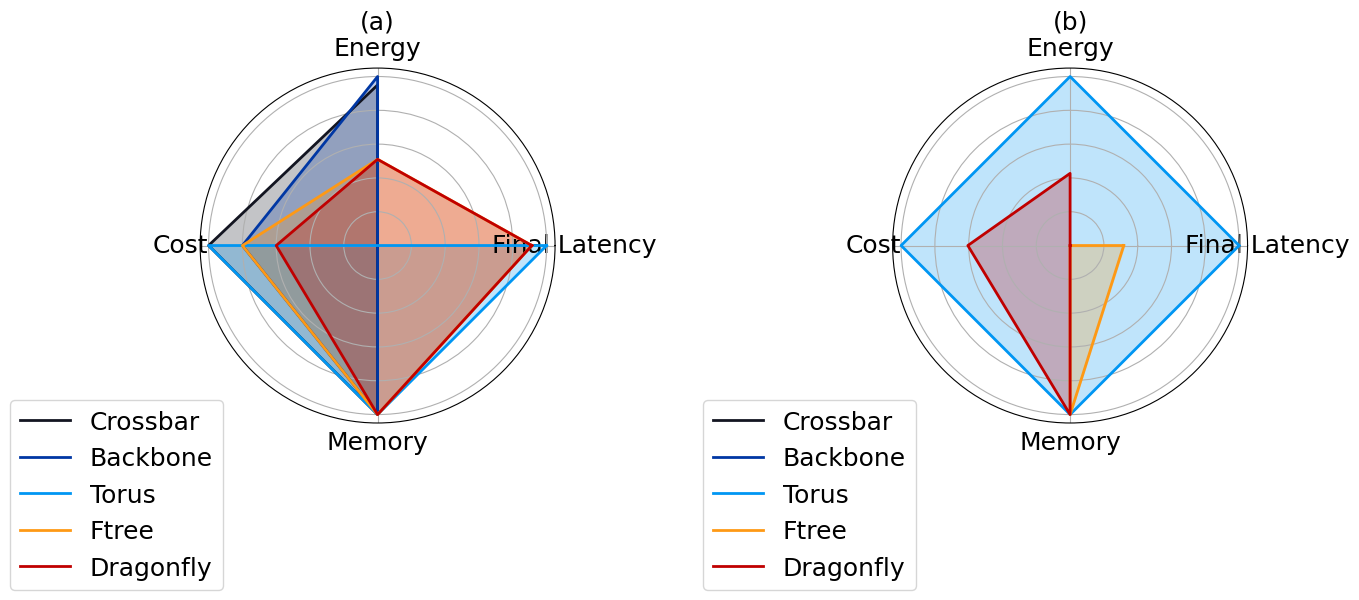 (a)
Energy
Cost
Final Latency
Memory
Crossbar
Backbone
Torus
Ftree
Dragonfly
(b)
Energy
Cost
Final Latency
Memory
Crossbar
Backbone
Torus
Ftree
Dragonfly